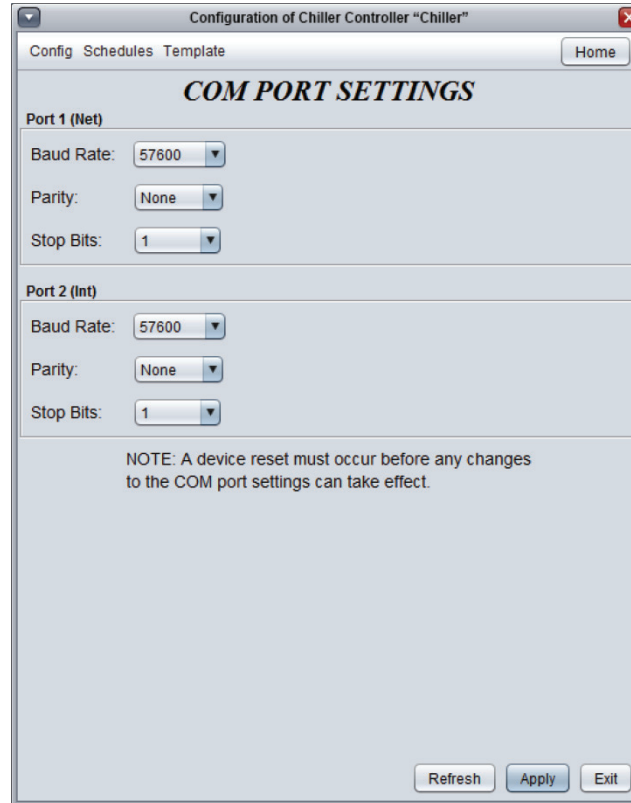 Configuration of Chiller Controller “Chiller”
Config Schedules Template Home
COM PORT SETTINGS
Port 1 (Net)
Baud Rate: 57600
Parity: None
Stop Bits: 1
Port 2 (Int)
Baud Rate: 57600
Parity: None
Stop Bits: 1
NOTE: A device reset must occur before any changes
to the COM port settings can take effect.
Refresh Apply Exit